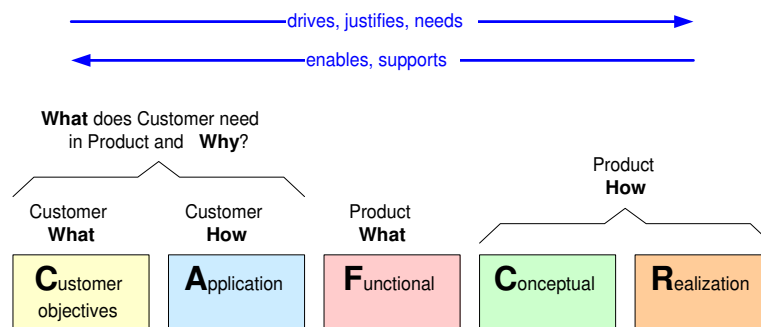 drives, justifies, needs
enables, supports
What does Customer need
in Product and Why?
Product
How
Customer
What
Customer
How
Product
What
Customer
objectives
Application
Functional
Conceptual
Realization